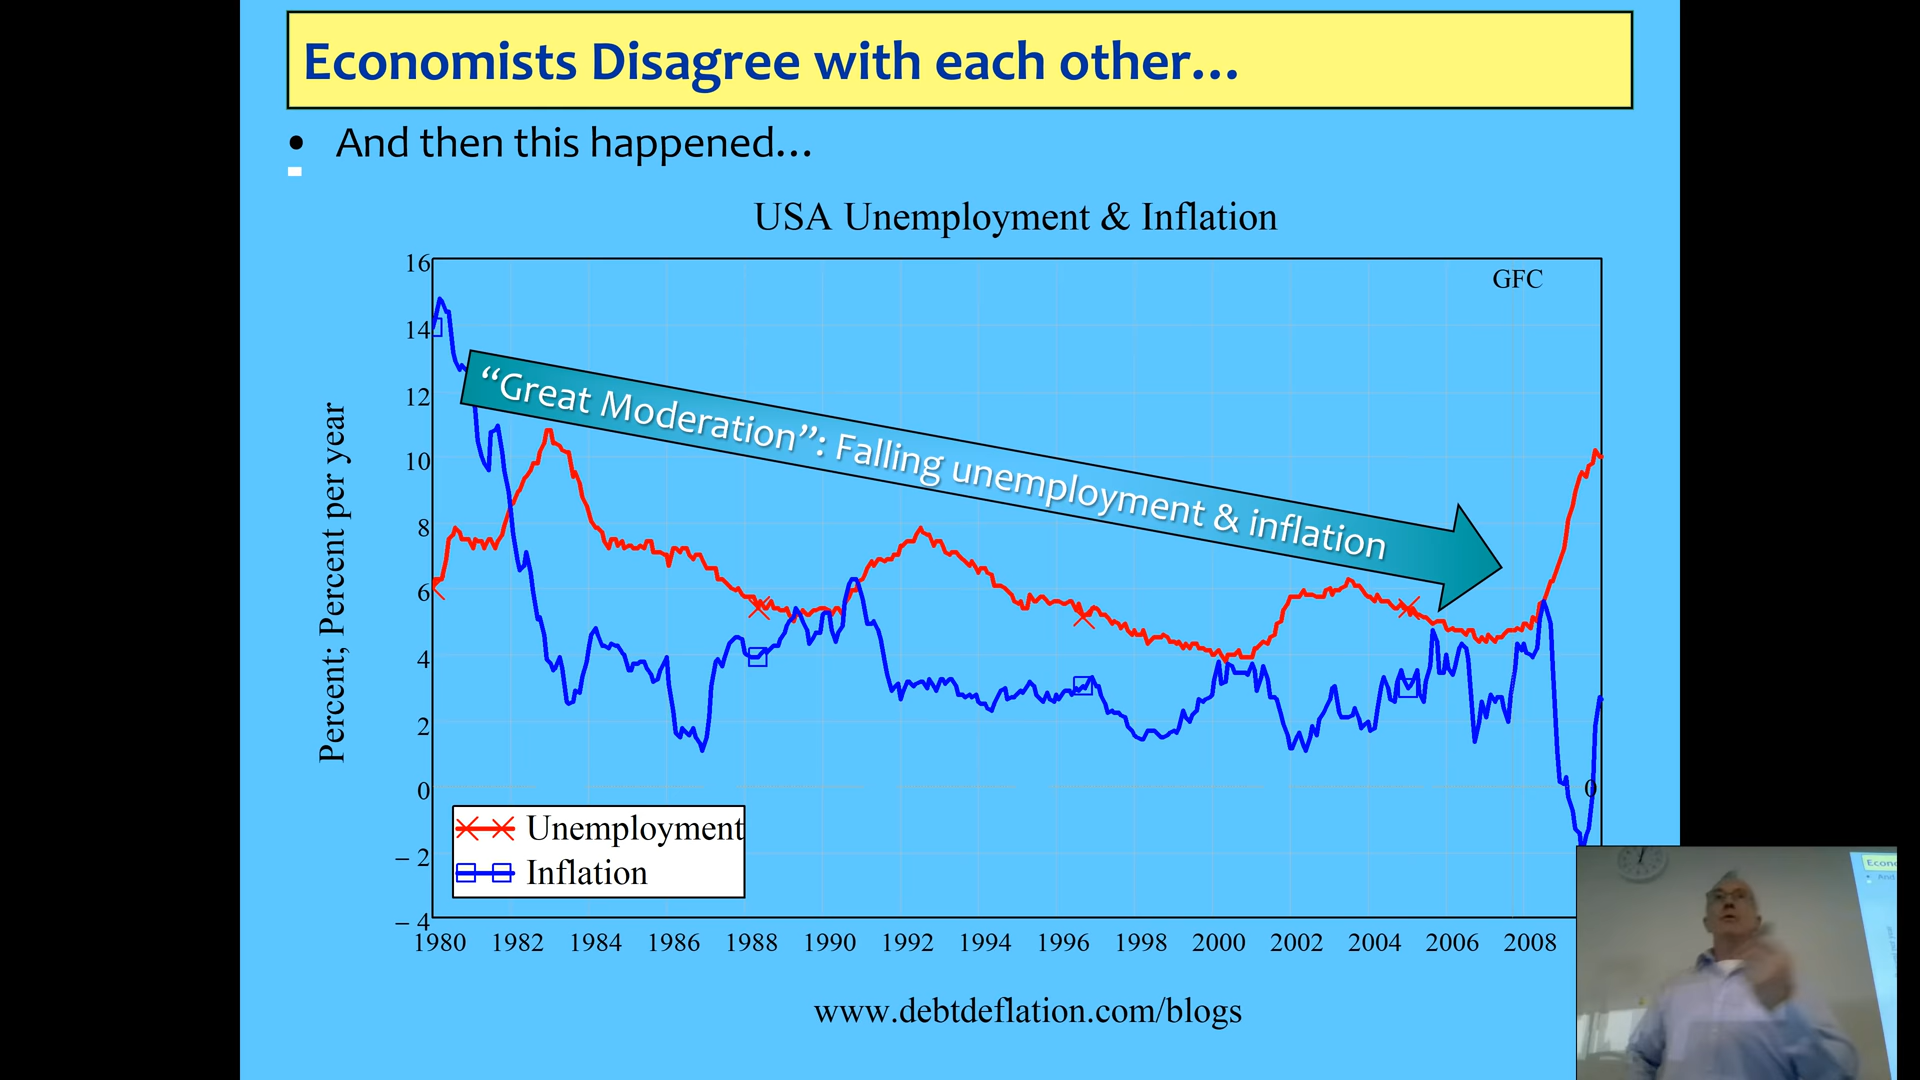 Economists Disagree with each other…
• And then this happened…
USA Unemployment & Inflation
GFC
Percent; Percent per year
16
14
12
10
8
6
4
2
0
– 2
– 4
“Great Moderation”: Falling unemployment & inflation
0
Unemployment
Inflation
1980 1982 1984 1986 1988 1990 1992 1994 1996 1998 2000 2002 2004 2006 2008
www.debtdeflation.com/blogs
Econ